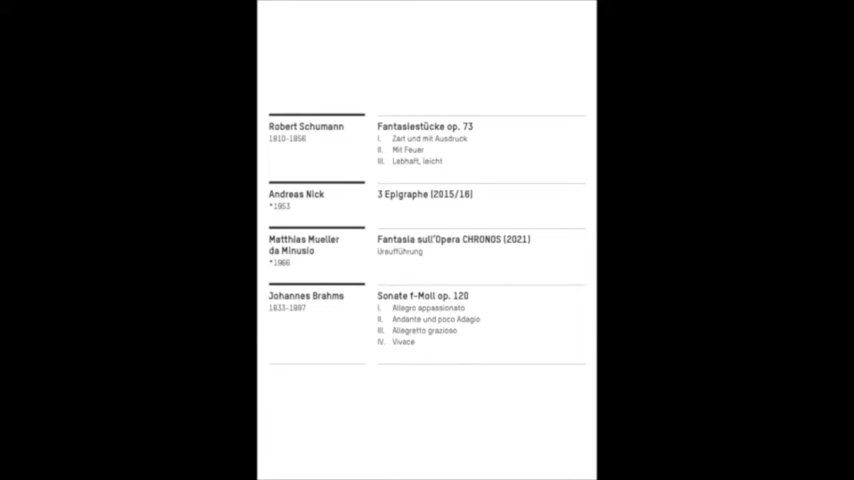 Robert Schumann
1810-1856
Fantasiestücke op. 73
I. Zart und mit Ausdruck
II. Mit Feuer
III. Lebhaft, leicht
Andreas Nick
*1953
3 Epigraphe (2015/16)
Matthias Mueller
da Minusio
*1966
Fantasia sull'Opera CHRONOS (2021)
Uraufführung
Johannes Brahms
1833-1897
Sonate f-Moll op. 120
I. Allegro appassionato
II. Andante und poco Adagio
III. Allegretto grazioso
IV. Vivace